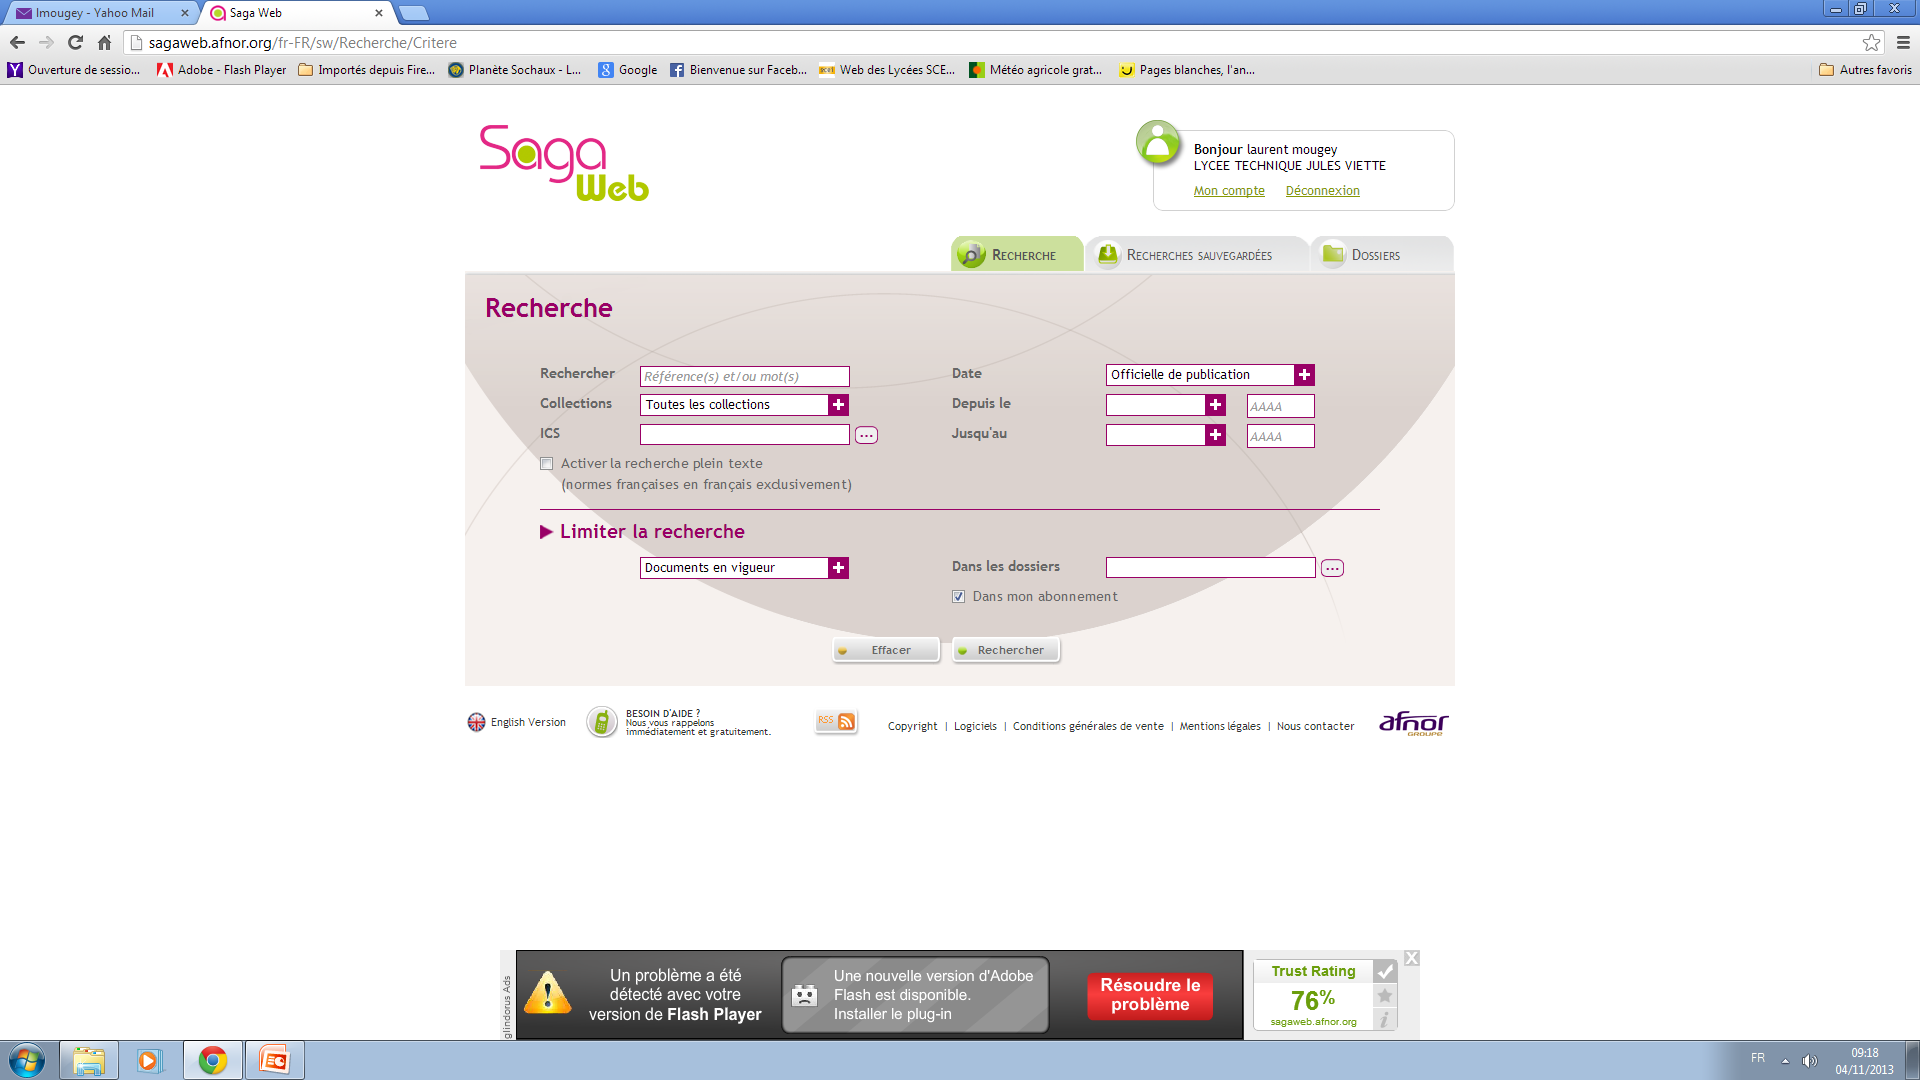 lmougey - Yahoo Mail
Saga Web
sagaweb.afnor.org/fr-FR/sw/Recherche/Critere
Ouverture de sessio...
Adobe - Flash Player
Importés depuis Fire...
Planète Sochaux - L...
Google
Bienvenue sur Faceb...
Web des Lycées SCE...
Météo agricole grat...
Pages blanches, l'an...
Autres favoris
Saga
Web
Bonjour laurent mougey
LYCEE TECHNIQUE JULES VIETTE
Mon compte Déconnexion
Recherche
Recherches sauvegardées
Dossiers
Recherche
Rechercher Référence(s) et/ou mot(s)
Date Officielle de publication
Collections Toutes les collections
Depuis le AAAA
ICS ...
Jusqu'au AAAA
Activer la recherche plein texte
(normes françaises en français exclusivement)
Limiter la recherche
Documents en vigueur
Dans les dossiers ...
Dans mon abonnement
Effacer
Rechercher
English Version
BESOIN D'AIDE ?
Nous vous rappelons
immédiatement et gratuitement.
RSS
Copyright | Logiciels | Conditions générales de vente | Mentions légales | Nous contacter
afnor
GROUPE
glindorus Ads
Un problème a été
détecté avec votre
version de Flash Player
Une nouvelle version d'Adobe
Flash est disponible.
Installer le plug-in
Résoudre le
problème
Trust Rating
76%
sagaweb.afnor.org
X
FR
09:18
04/11/2013